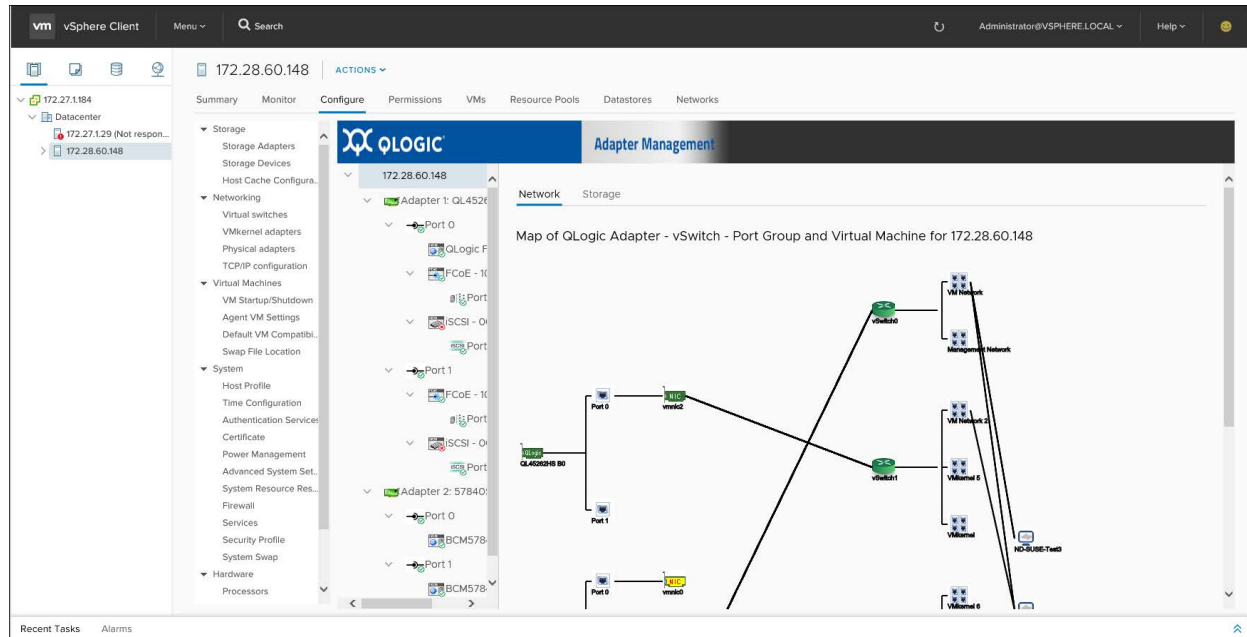 vm vSphere Client Menu Search Administrator@VSPHERE.LOCAL Help
172.27.1.184
Datacenter
172.27.1.29 (Not respon...
172.28.60.148
172.28.60.148 ACTIONS
Summary Monitor Configure Permissions VMs Resource Pools Datastores Networks
Storage
Storage Adapters
Storage Devices
Host Cache Configura..
Networking
Virtual switches
VMkernel adapters
Physical adapters
TCP/IP configuration
Virtual Machines
VM Startup/Shutdown
Agent VM Settings
Default VM Compatibi..
Swap File Location
System
Host Profile
Time Configuration
Authentication Services
Certificate
Power Management
Advanced System Set..
System Resource Res...
Firewall
Services
Security Profile
System Swap
Hardware
Processors
QLOGIC Adapter Management
172.28.60.148
Adapter 1: QL4526
Port 0
QLogic F
FCoE - 10
Port
iSCSI - 0
Port
Port 1
FCoE - 10
Port
iSCSI - 0
Port
Adapter 2: 57840
Port 0
BCM578
Port 1
BCM578
Network Storage
Map of QLogic Adapter - vSwitch - Port Group and Virtual Machine for 172.28.60.148
VM Network
vSwitch0
Management Network
NIC
Port 0 vmnic2
VM Network 2
QLogic
QL45262HS B0
vSwitch1
VMkernel 5
Port 1
VMkernel
ND-SUSE-Test3
NIC
Port 0 vmnic0
VMkernel 6
Recent Tasks Alarms